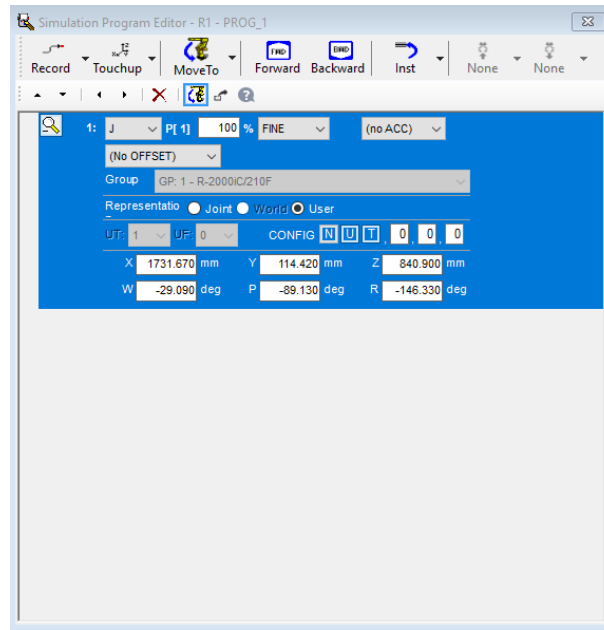 Simulation Program Editor - R1 - PROG_1
Record Touchup MoveTo FWD Forward BWD Backward Inst None None
1: J P[ 1] 100 % FINE (no ACC)
(No OFFSET)
Group GP: 1 - R-2000iC/210F
Representatio Joint World User
UT: 1 UF: 0 CONFIG N U T , 0 , 0 , 0
X 1731.670 mm Y 114.420 mm Z 840.900 mm
W -29.090 deg P -89.130 deg R -146.330 deg